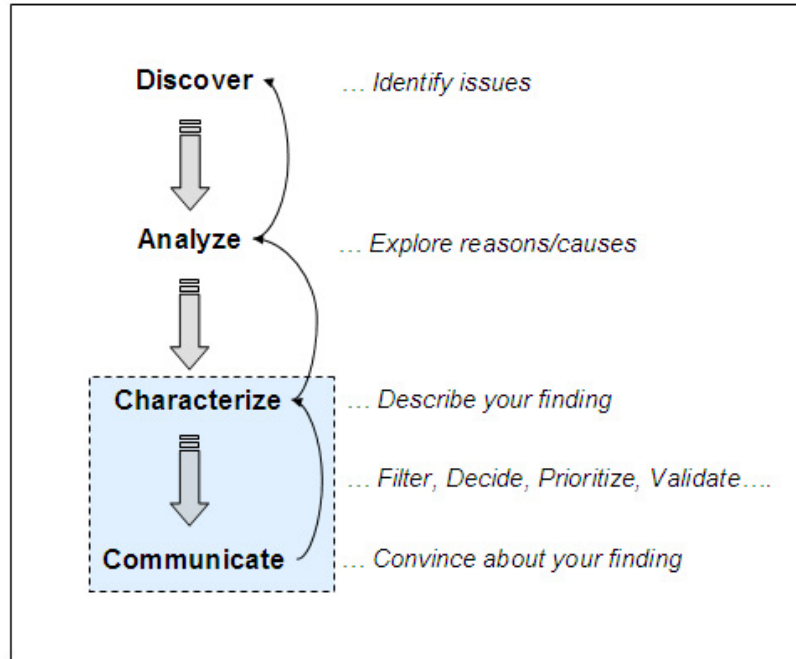 Discover … Identify issues
Analyze … Explore reasons/causes
Characterize … Describe your finding
… Filter, Decide, Prioritize, Validate….
Communicate … Convince about your finding